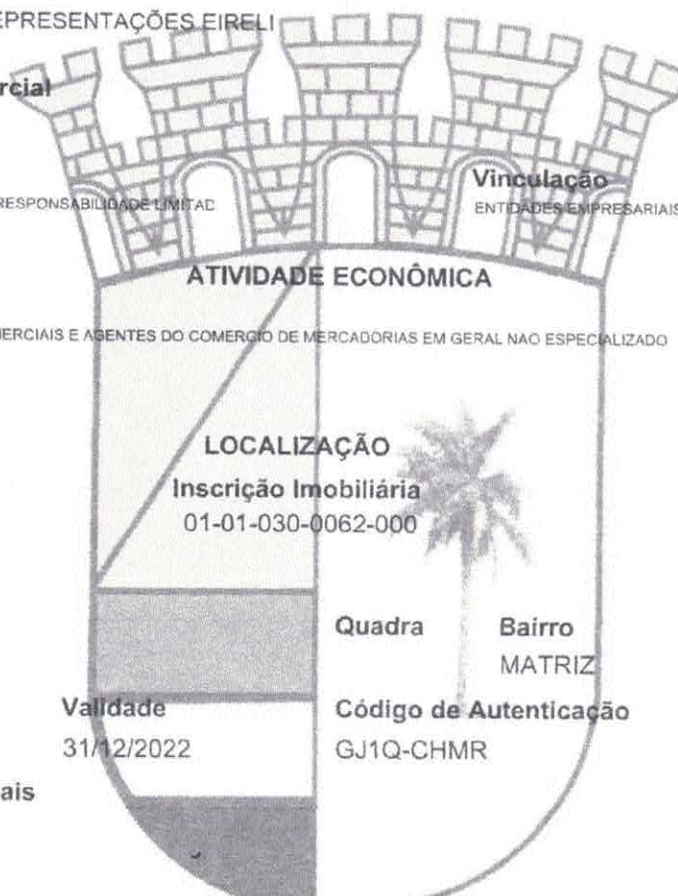 EPRESENTAÇÕES EIRELI
rcial
RESPONSABILIDADE LIMITAD
Vinculação
ENTIDADES EMPRESARIAIS
ATIVIDADE ECONÔMICA
MERCIAIS E AGENTES DO COMERCIO DE MERCADORIAS EM GERAL NAO ESPECIALIZADO
LOCALIZAÇÃO
Inscrição Imobiliária
01-01-030-0062-000
Quadra Bairro
MATRIZ
Validade Código de Autenticação
31/12/2022 GJ1Q-CHMR
ais